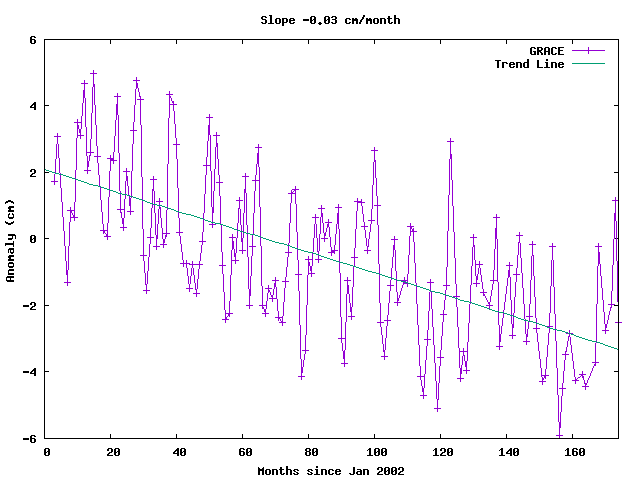 Slope -0.03 cm/month
GRACE
Trend Line
6
4
2
0
-2
-4
-6
Anomaly (cm)
0 20 40 60 80 100 120 140 160
Months since Jan 2002